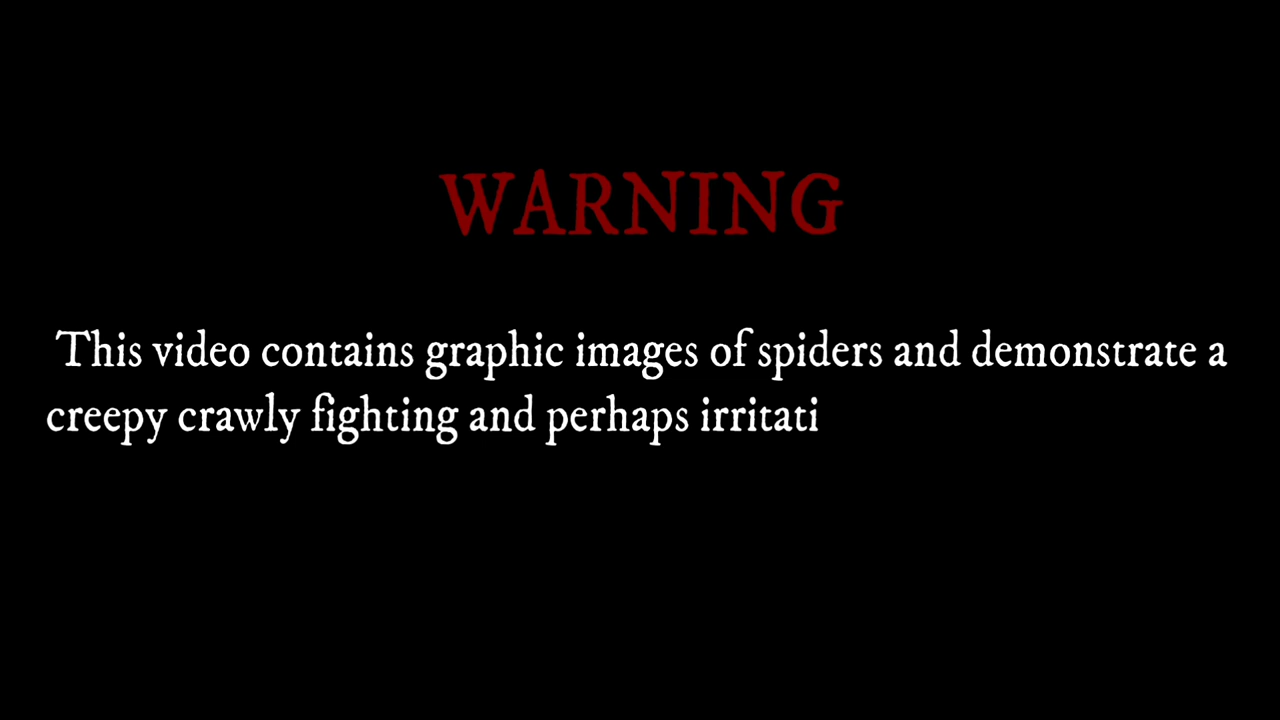 WARNING
This video contains graphic images of spiders and demonstrate a
creepy crawly fighting and perhaps irritati